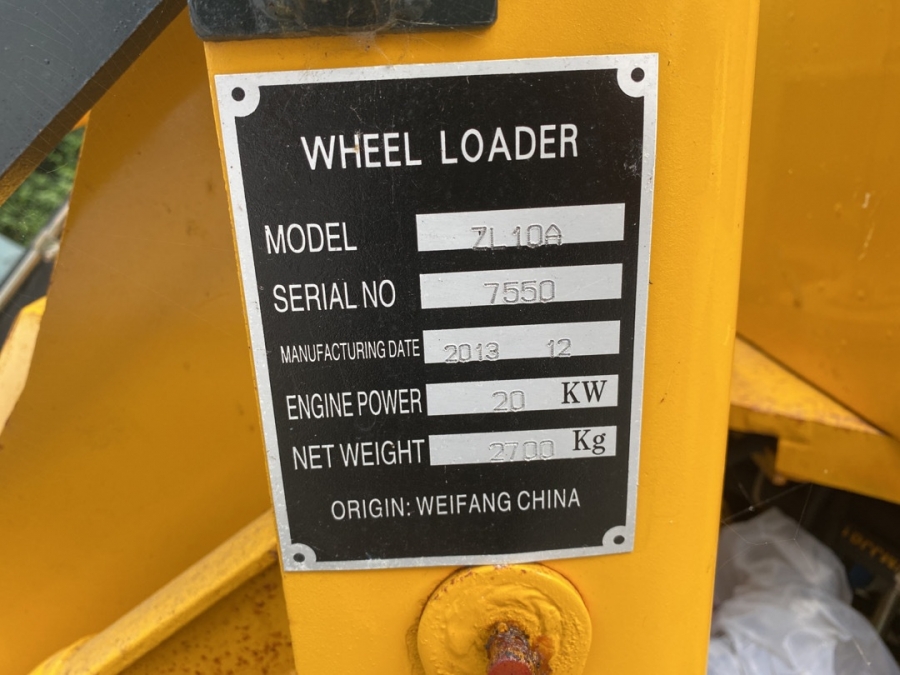 WHEEL LOADER
MODEL ZL10A
SERIAL NO 7550
MANUFACTURING DATE 2013 12
ENGINE POWER 20 KW
NET WEIGHT 2700 Kg
ORIGIN: WEIFANG CHINA